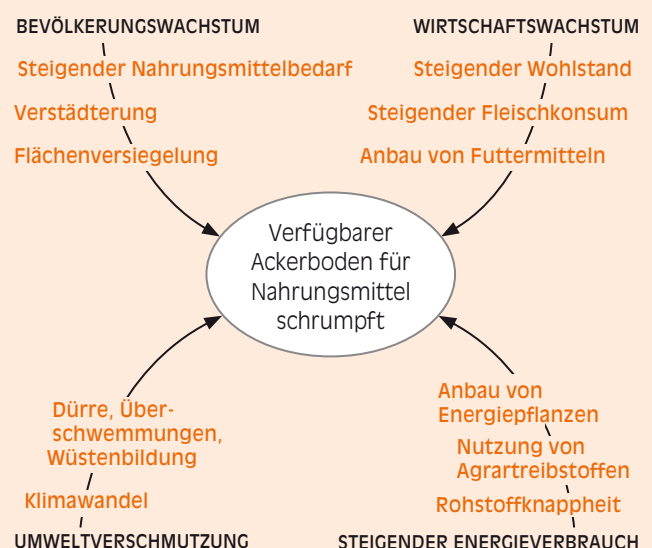 BEVÖLKERUNGSWACHSTUM
Steigender Nahrungsmittelbedarf
Verstädterung
Flächenversiegelung
WIRTSCHAFTSWACHSTUM
Steigender Wohlstand
Steigender Fleischkonsum
Anbau von Futtermitteln
Verfügbarer
Ackerboden für
Nahrungsmittel
schrumpft
Dürre, Über-
schwemmungen,
Wüstenbildung
Klimawandel
UMWELTVERSCHMUTZUNG
Anbau von
Energiepflanzen
Nutzung von
Agrartreibstoffen
Rohstoffknappheit
STEIGENDER ENERGIEVERBRAUCH